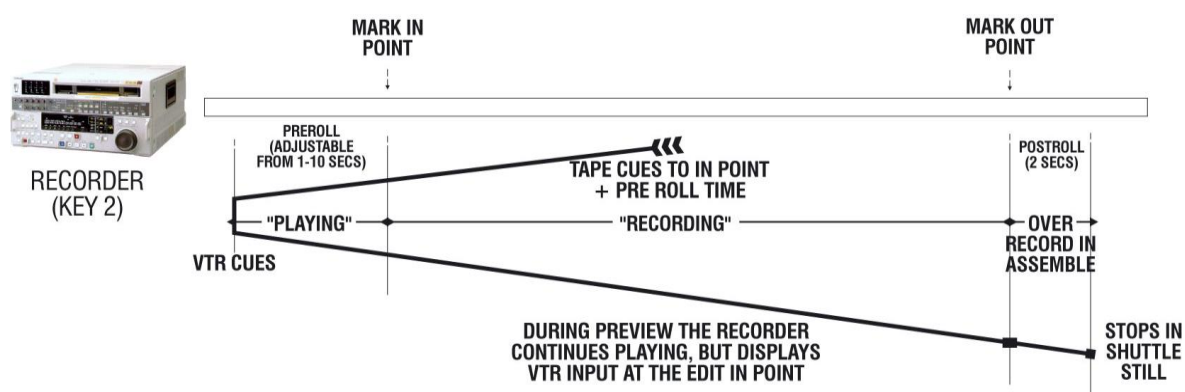 MARK IN
POINT
MARK OUT
POINT
PREROLL
(ADJUSTABLE
FROM 1-10 SECS)
POSTROLL
(2 SECS)
TAPE CUES TO IN POINT
+ PRE ROLL TIME
RECORDER
(KEY 2)
"PLAYING"
"RECORDING"
OVER
RECORD IN
ASSEMBLE
VTR CUES
DURING PREVIEW THE RECORDER
CONTINUES PLAYING, BUT DISPLAYS
VTR INPUT AT THE EDIT IN POINT
STOPS IN
SHUTTLE
STILL